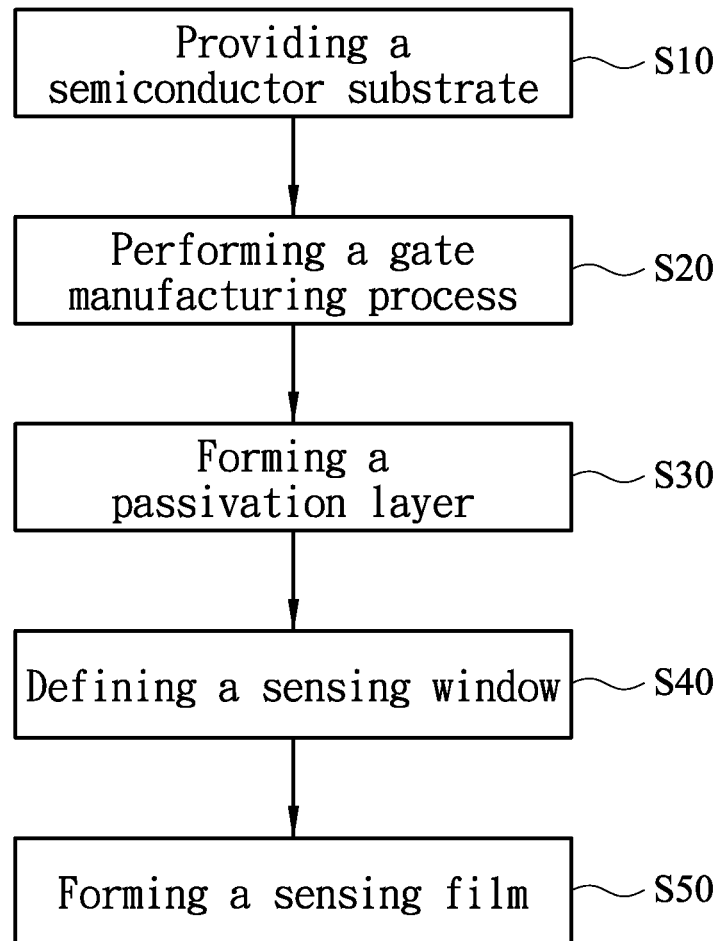 Providing a
semiconductor substrate
S10
Performing a gate
manufacturing process
S20
Forming a
passivation layer
S30
Defining a sensing window
S40
Forming a sensing film
S50